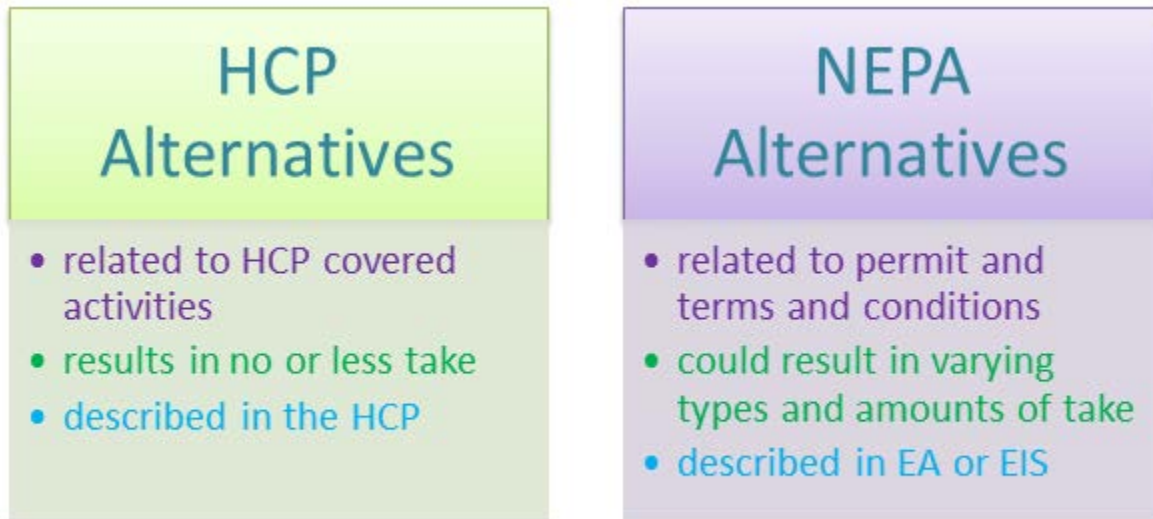 HCP
Alternatives
• related to HCP covered
activities
• results in no or less take
• described in the HCP
NEPA
Alternatives
• related to permit and
terms and conditions
• could result in varying
types and amounts of take
• described in EA or EIS